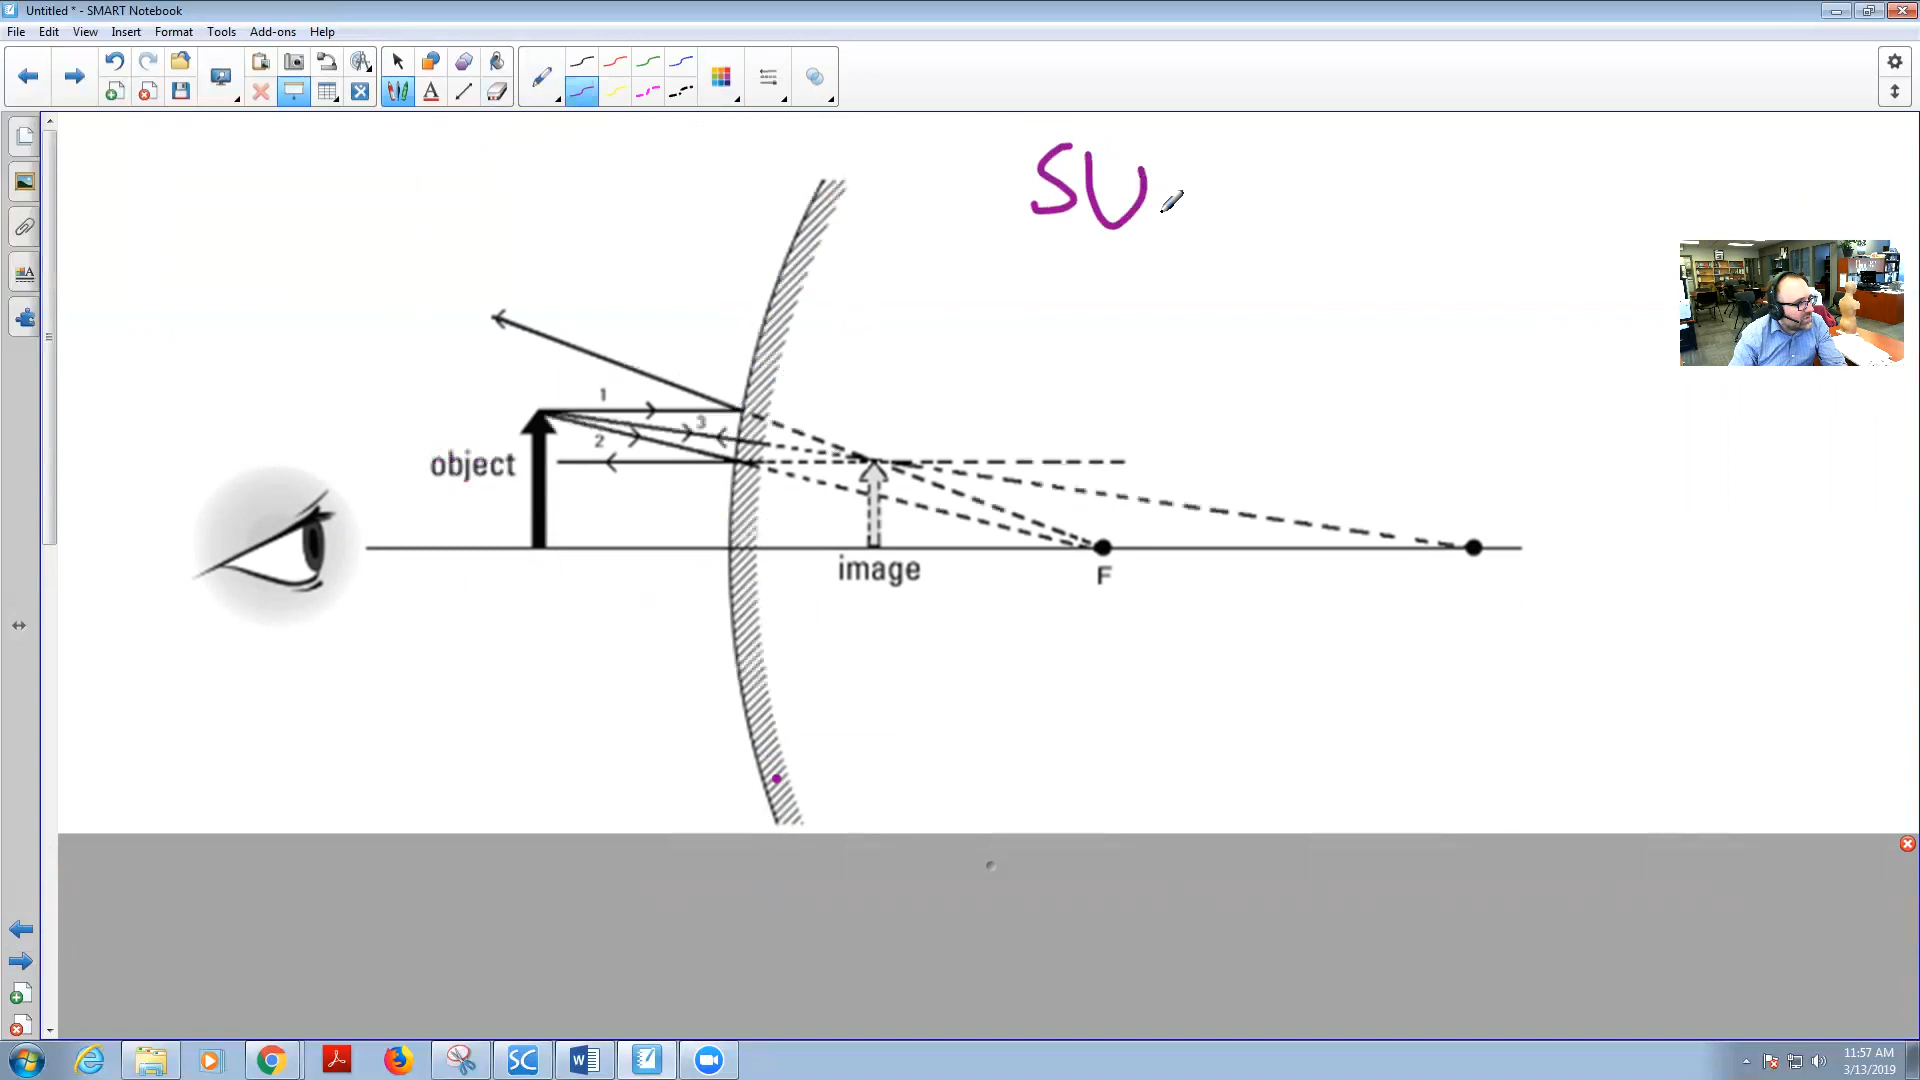 Untitled * - SMART Notebook
File Edit View Insert Format Tools Add-ons Help
SU
1
3
2
object
image
F
11:57 AM
3/13/2019